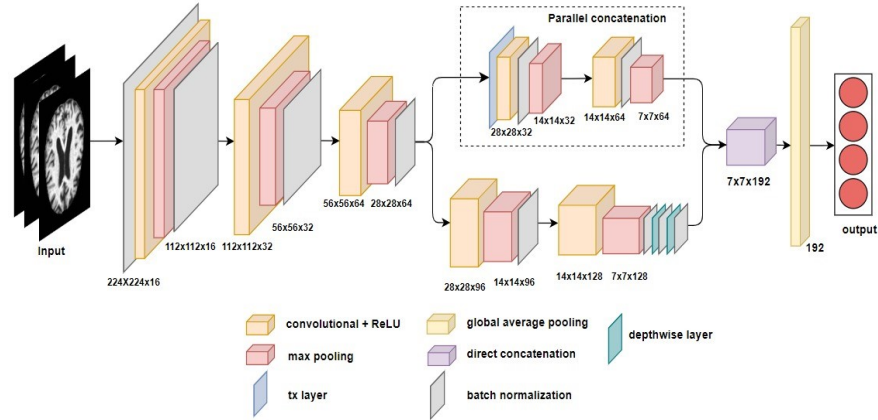 Parallel concatenation
28x28x32
14x14x32
14x14x64
7x7x64
Input
224X224x16
112x112x16
112x112x32
56x56x32
56x56x64
28x28x64
28x28x96
14x14x96
14x14x128
7x7x128
7x7x192
192
output
convolutional + ReLU
global average pooling
depthwise layer
max pooling
direct concatenation
tx layer
batch normalization